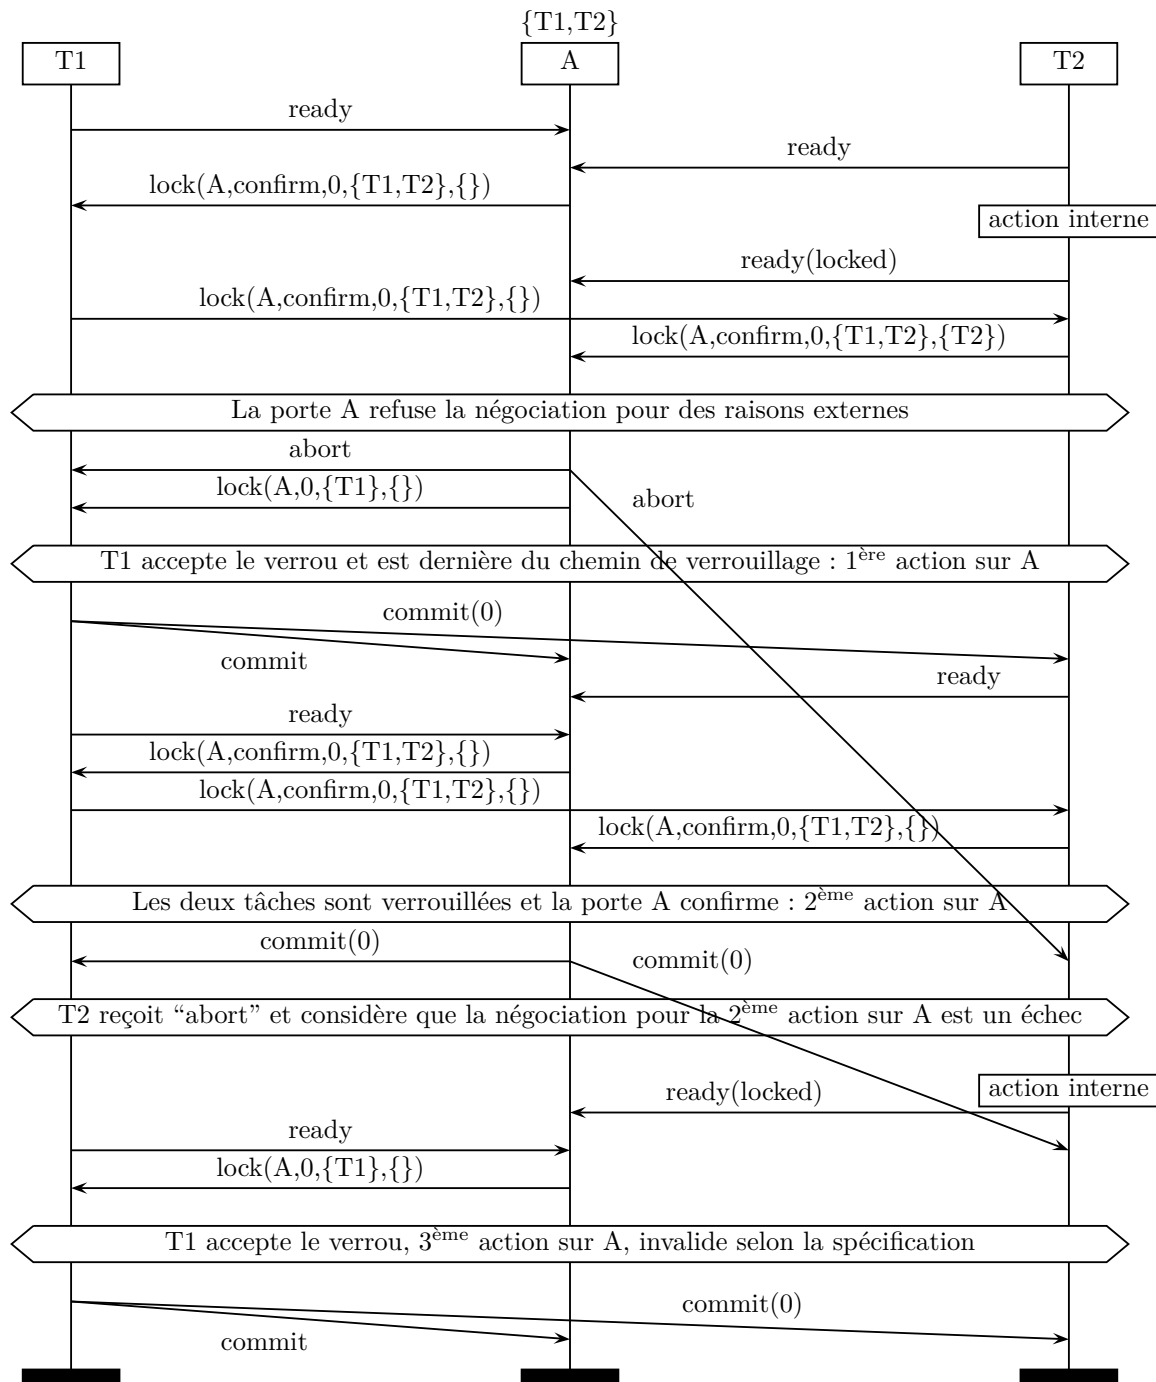 {T1,T2}
T1
A
T2
ready
ready
lock(A,confirm,0,{T1,T2},{})
action interne
ready(locked)
lock(A,confirm,0,{T1,T2},{})
lock(A,confirm,0,{T1,T2},{T2})
La porte A refuse la négociation pour des raisons externes
abort
lock(A,0,{T1},{})
abort
T1 accepte le verrou et est dernière du chemin de verrouillage : 1ère action sur A
commit(0)
commit
ready
ready
lock(A,confirm,0,{T1,T2},{})
lock(A,confirm,0,{T1,T2},{})
lock(A,confirm,0,{T1,T2},{})
Les deux tâches sont verrouillées et la porte A confirme : 2ème action sur A
commit(0)
commit(0)
T2 reçoit “abort” et considère que la négociation pour la 2ème action sur A est un échec
action interne
ready(locked)
ready
lock(A,0,{T1},{})
T1 accepte le verrou, 3ème action sur A, invalide selon la spécification
commit(0)
commit